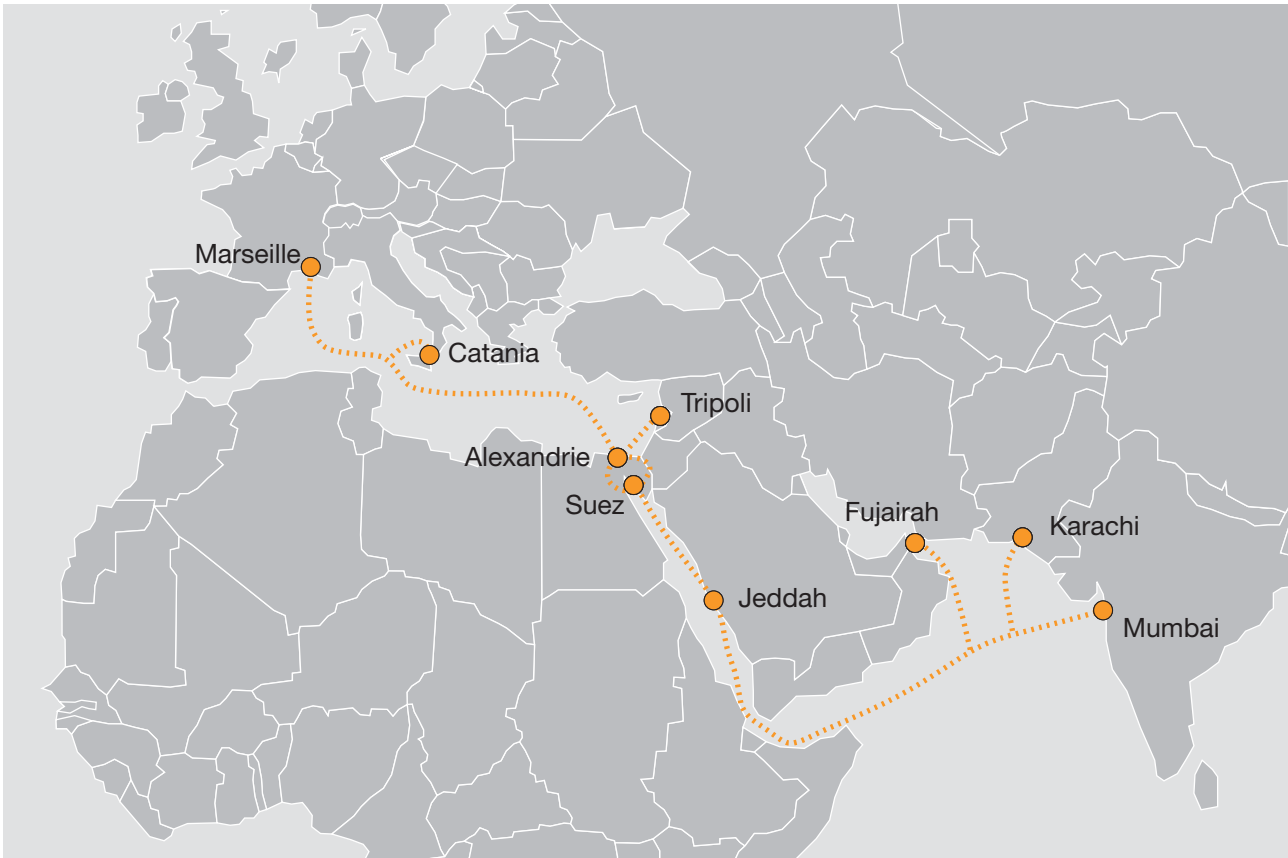 Marseille
Catania
Tripoli
Alexandrie
Suez
Fujairah
Karachi
Jeddah
Mumbai